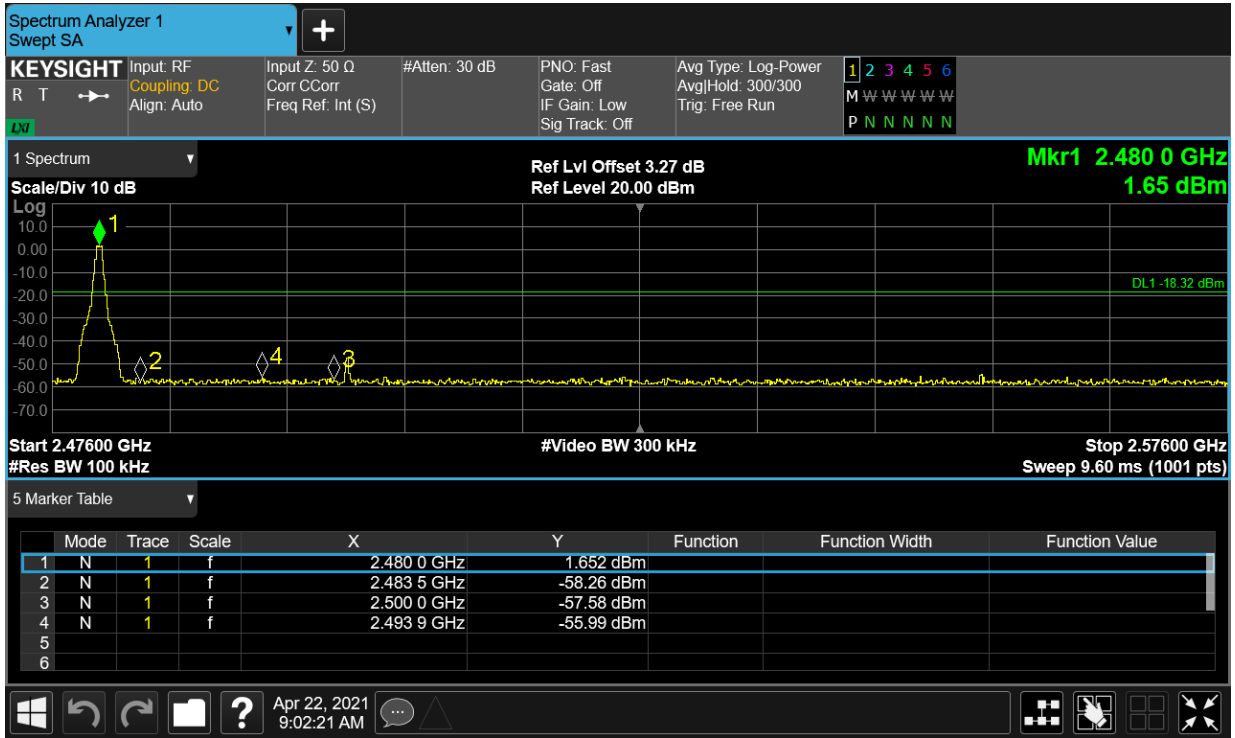 Spectrum Analyzer 1
Swept SA
KEYSIGHT
R T
LXI
Input: RF
Coupling: DC
Align: Auto
Input Z: 50 Ω
Corr CCorr
Freq Ref: Int (S)
#Atten: 30 dB
PNO: Fast
Gate: Off
IF Gain: Low
Sig Track: Off
Avg Type: Log-Power
Avg|Hold: 300/300
Trig: Free Run
1 2 3 4 5 6
M W W W W W
P N N N N N
1 Spectrum
Scale/Div 10 dB
Ref Lvl Offset 3.27 dB
Ref Level 20.00 dBm
Mkr1 2.480 0 GHz
1.65 dBm
Log
10.0
0.00
-10.0
-20.0
-30.0
-40.0
-50.0
-60.0
-70.0
1
2
4
3
DL1 -18.32 dBm
Start 2.47600 GHz
#Video BW 300 kHz
Stop 2.57600 GHz
#Res BW 100 kHz
Sweep 9.60 ms (1001 pts)
5 Marker Table
Mode Trace Scale X Y Function Function Width Function Value
1 N 1 f 2.480 0 GHz 1.652 dBm
2 N 1 f 2.483 5 GHz -58.26 dBm
3 N 1 f 2.500 0 GHz -57.58 dBm
4 N 1 f 2.493 9 GHz -55.99 dBm
5
6
?
Apr 22, 2021
9:02:21 AM